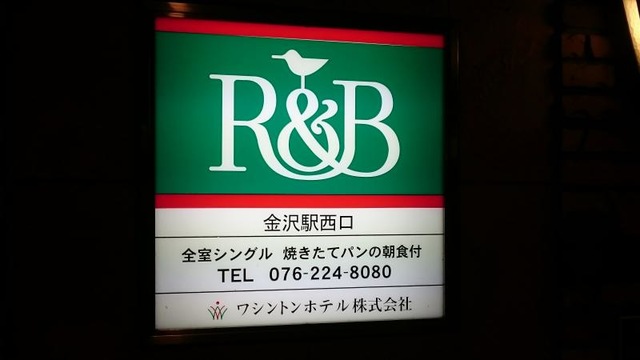 R&B
金沢駅西口
全室シングル 焼きたてパンの朝食付
TEL 076-224-8080
ワシントンホテル株式会社